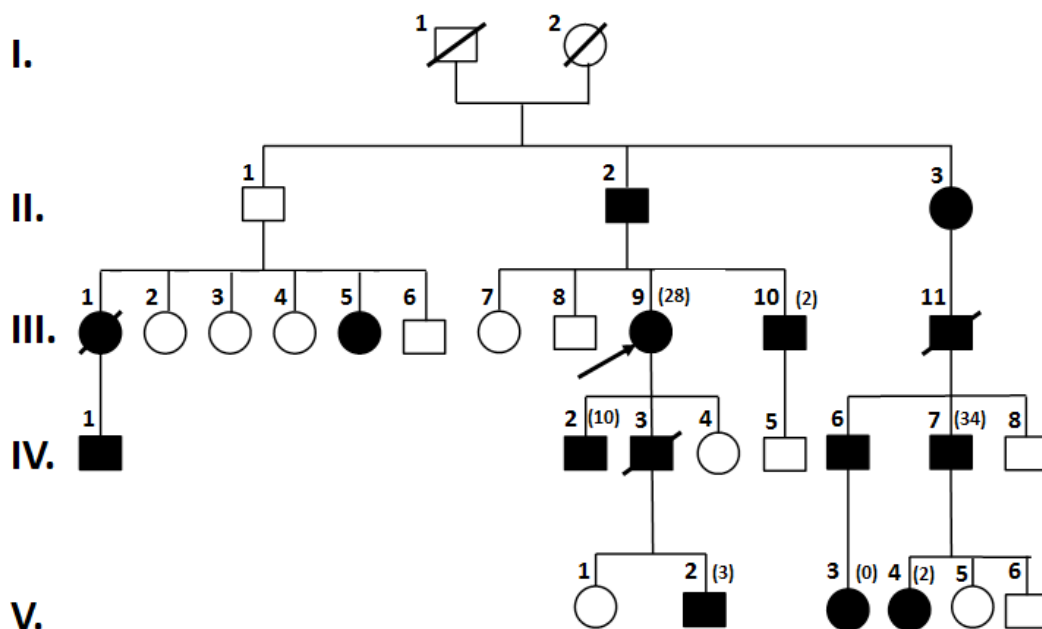 I. 1 2
II. 1 2 3
III. 1 2 3 4 5 6 7 8 9 (28) 10 (2) 11
IV. 1 2 (10) 3 4 5 6 7 (34) 8
V. 1 2 (3) 3 (0) 4 (2) 5 6